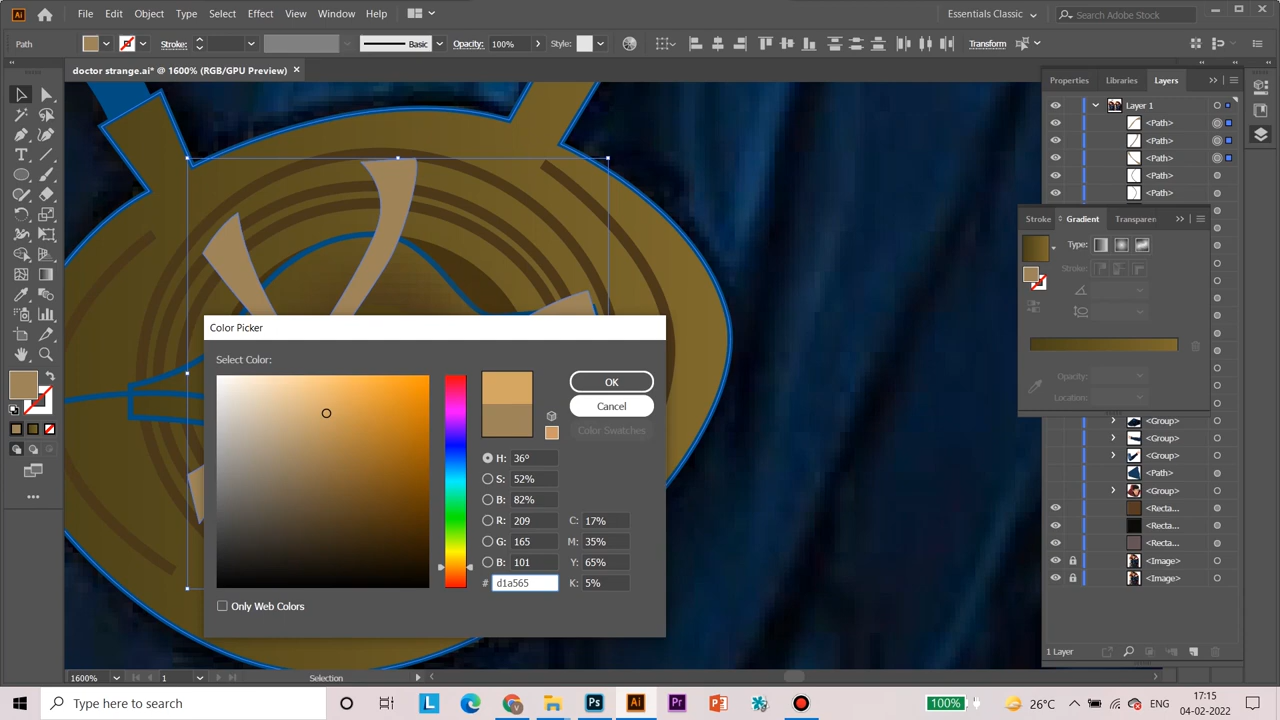 Ai
File Edit Object Type Select Effect View Window Help
Essentials Classic
Search Adobe Stock
Path
Stroke:
Basic
Opacity: 100%
Style:
Transform
doctor strange.ai* @ 1600% (RGB/GPU Preview)
Properties Libraries Layers
Layer 1
<Path>
<Path>
<Path>
<Path>
<Path>
Stroke Gradient Transparen
Type:
Stroke:
Opacity:
Location:
Color Picker
Select Color:
OK
Cancel
Color Swatches
H: 36°
S: 52%
B: 82%
R: 209 C: 17%
G: 165 M: 35%
B: 101 Y: 65%
# d1a565 K: 5%
Only Web Colors
<Group>
<Group>
<Group>
<Path>
<Group>
<Recta...
<Recta...
<Recta...
<Image>
<Image>
1600% 1 Selection
1 Layer
Type here to search
L Ps Ai Pr
100% 26°C ENG
17:15
04-02-2022